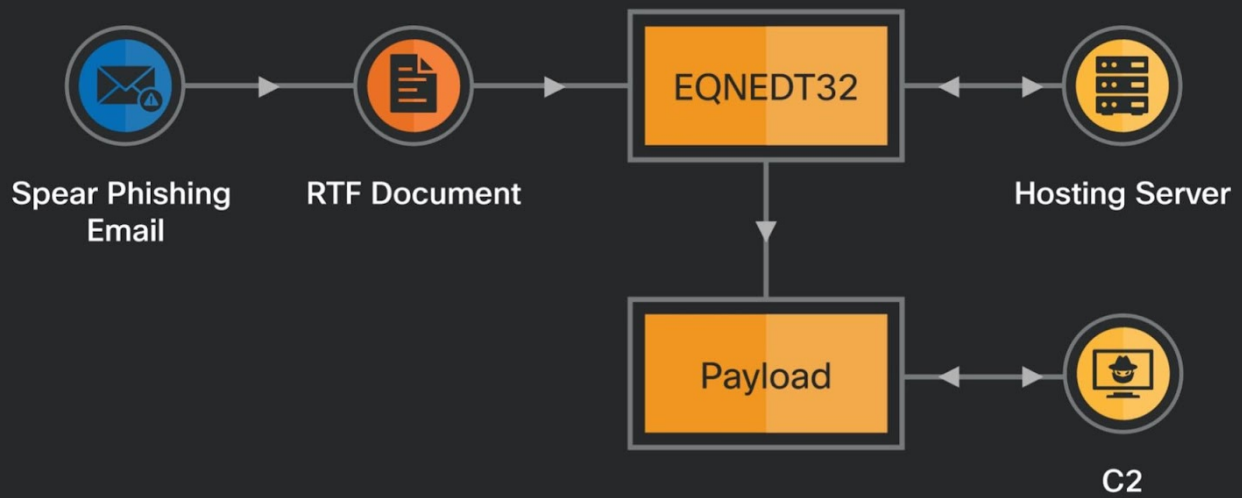 EQNEDT32
Spear Phishing
Email
RTF Document
Hosting Server
Payload
C2